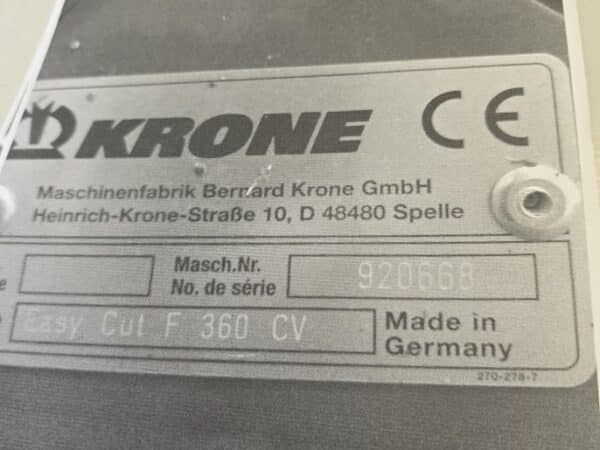 KRONE CE
Maschinenfabrik Bernard Krone GmbH
Heinrich-Krone-Straße 10, D 48480 Spelle
Masch.Nr. 920668
No. de série
Easy Cut F 360 CV
Made in
Germany
270-278-7